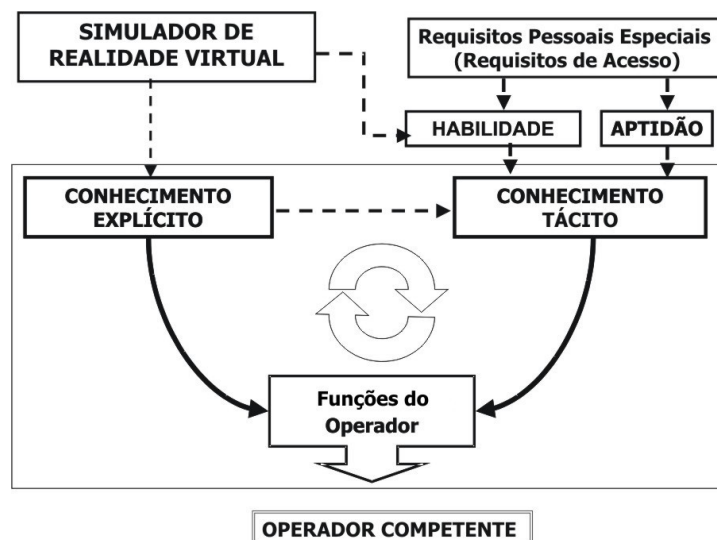 SIMULADOR DE
REALIDADE VIRTUAL
Requisitos Pessoais Especiais
(Requisitos de Acesso)
HABILIDADE
APTIDÃO
CONHECIMENTO
EXPLÍCITO
CONHECIMENTO
TÁCITO
Funções do
Operador
OPERADOR COMPETENTE